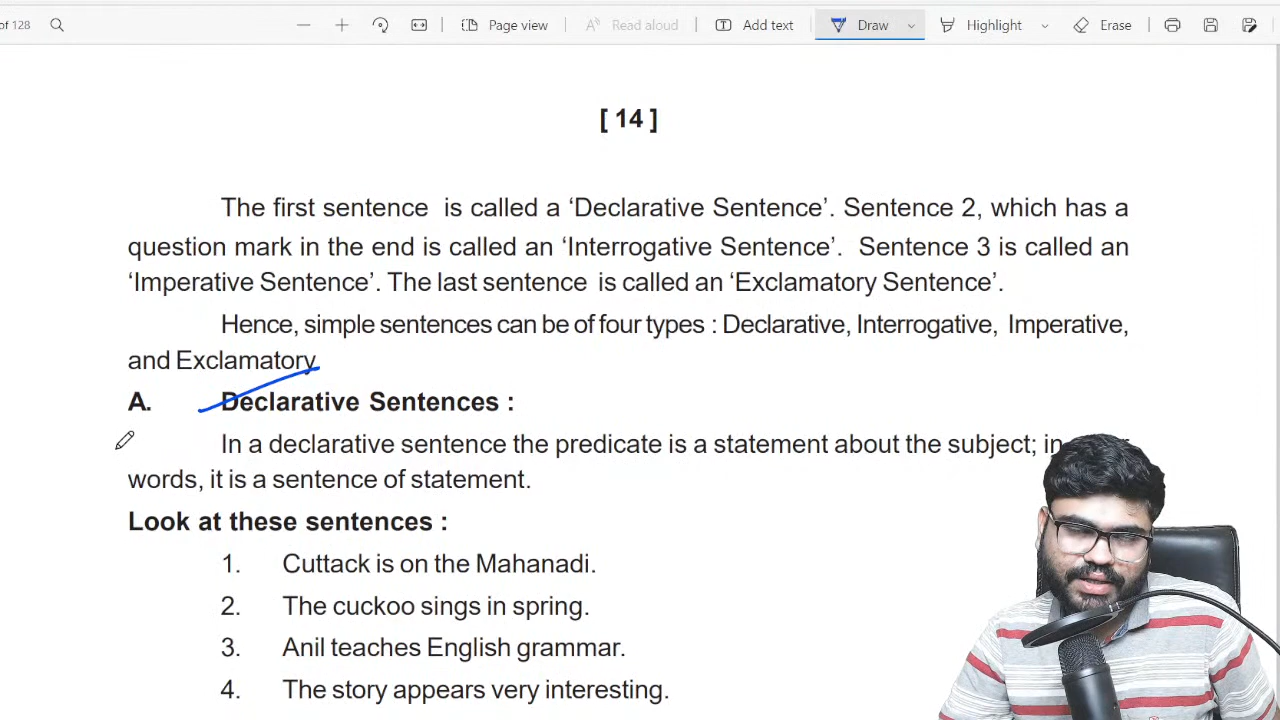 of 128
Page view
Read aloud
Add text
Draw
Highlight
Erase
[ 14 ]
The first sentence is called a ‘Declarative Sentence’. Sentence 2, which has a
question mark in the end is called an ‘Interrogative Sentence’. Sentence 3 is called an
‘Imperative Sentence’. The last sentence is called an ‘Exclamatory Sentence’.
Hence, simple sentences can be of four types : Declarative, Interrogative, Imperative,
and Exclamatory
A. Declarative Sentences :
In a declarative sentence the predicate is a statement about the subject; in
words, it is a sentence of statement.
Look at these sentences :
1. Cuttack is on the Mahanadi.
2. The cuckoo sings in spring.
3. Anil teaches English grammar.
4. The story appears very interesting.